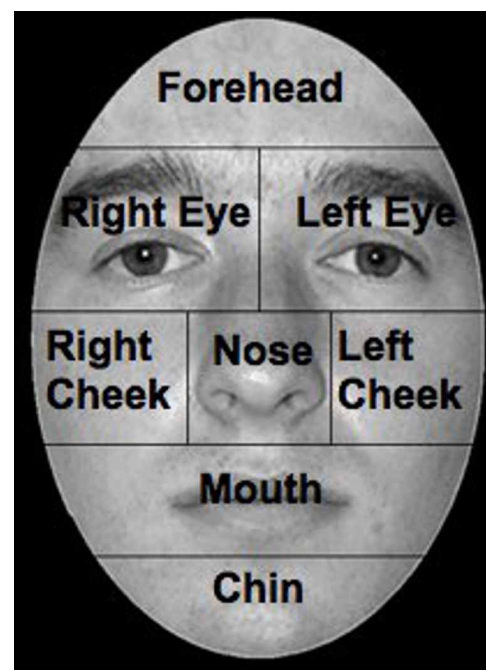 Forehead
Right Eye
Left Eye
Right
Cheek
Nose
Left
Cheek
Mouth
Chin